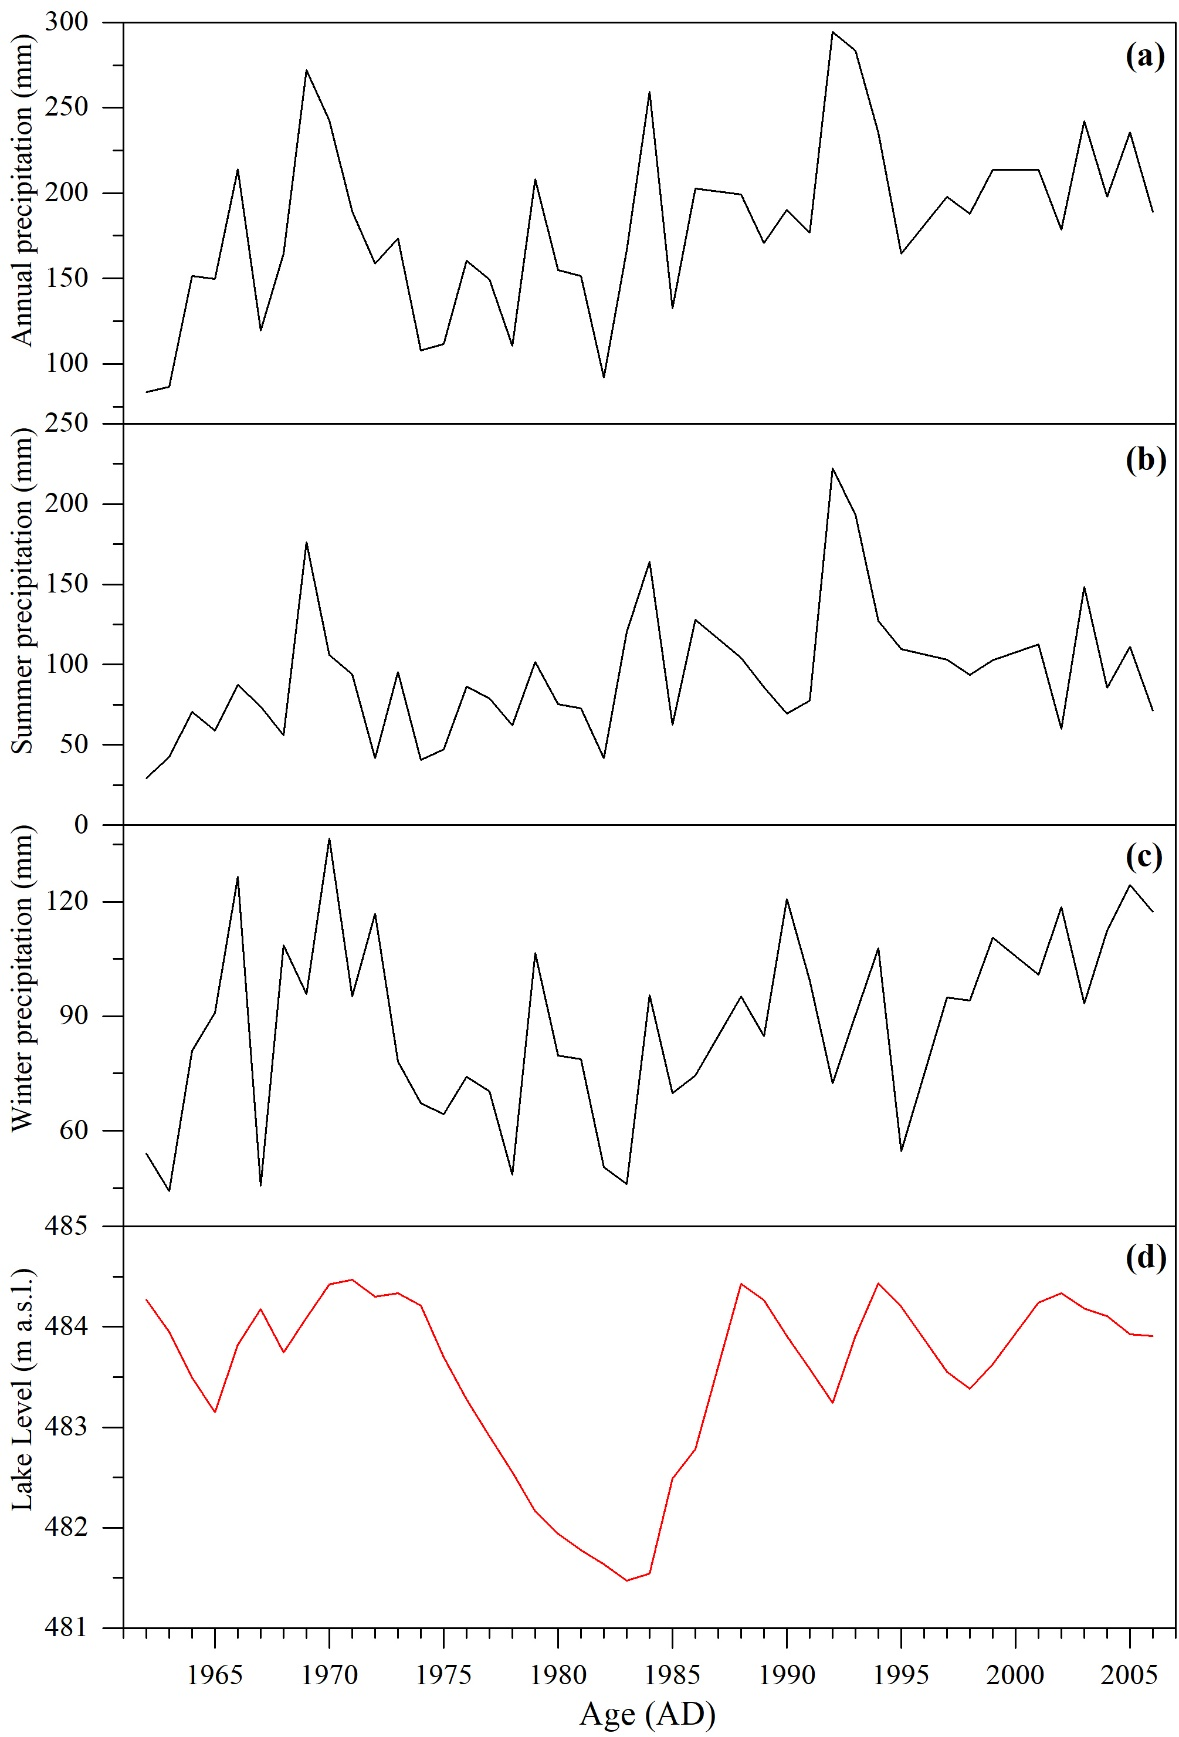 (a)
Annual precipitation (mm)
300
250
200
150
100
(b)
Summer precipitation (mm)
250
200
150
100
50
0
(c)
Winter precipitation (mm)
120
90
60
(d)
Lake Level (m a.s.l.)
485
484
483
482
481
1965 1970 1975 1980 1985 1990 1995 2000 2005
Age (AD)